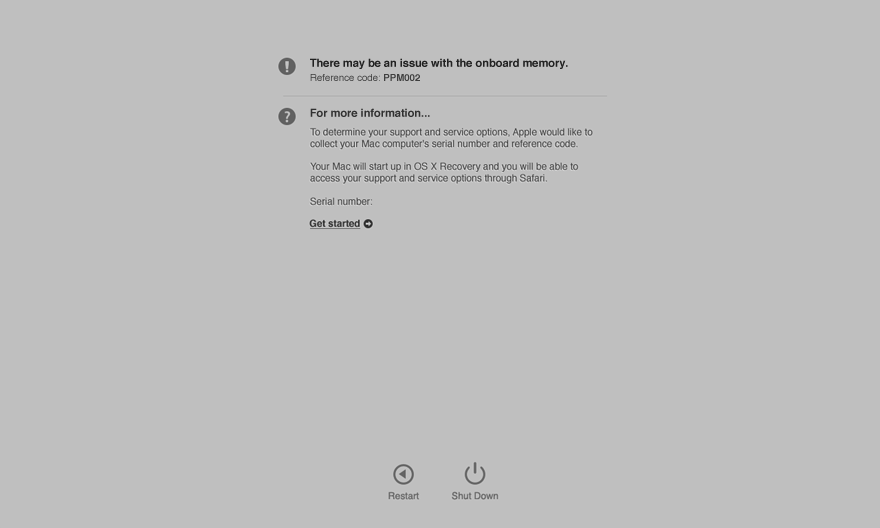 There may be an issue with the onboard memory.
Reference code: PPM002
For more information...
To determine your support and service options, Apple would like to
collect your Mac computer's serial number and reference code.
Your Mac will start up in OS X Recovery and you will be able to
access your support and service options through Safari.
Serial number:
Get started
Restart
Shut Down